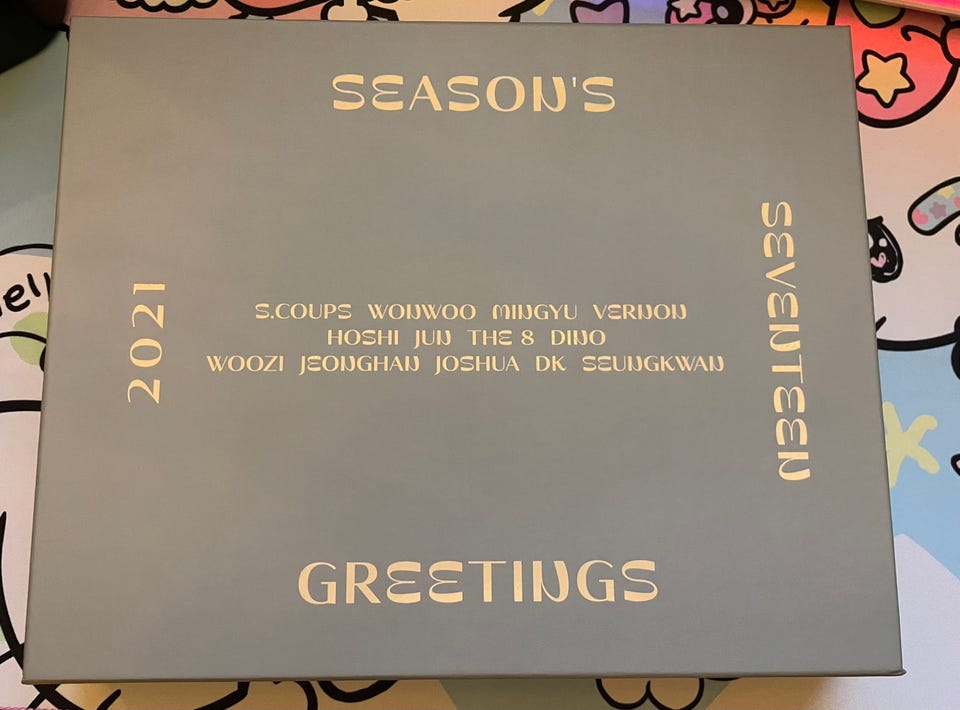 SEASON'S
SEVENTEEN
2021
S.COUPS WONWOO MINGYU VERNON
HOSHI JUN THE 8 DINO
WOOZI JEONGHAN JOSHUA DK SEUNGKWAN
GREETINGS